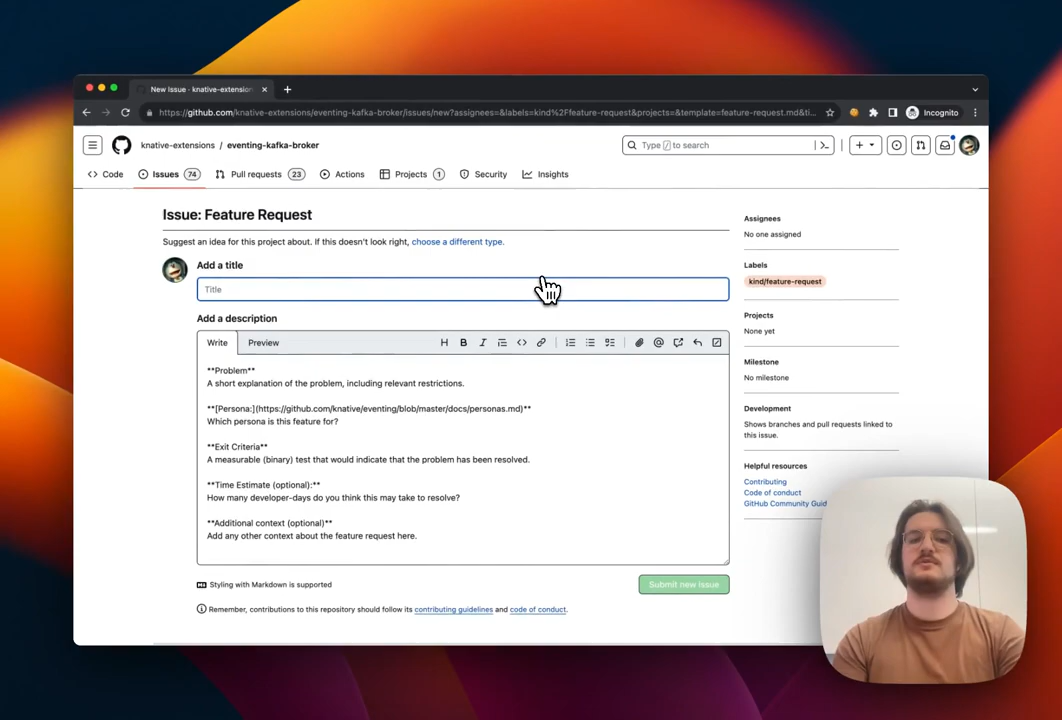 New Issue · knative-extension
https://github.com/knative-extensions/eventing-kafka-broker/issues/new?assignees=&labels=kind%2Ffeature-request&projects=&template=feature-request.md&ti...
Incognito
knative-extensions / eventing-kafka-broker
Type / to search
Code
Issues 74
Pull requests 23
Actions
Projects 1
Security
Insights
Issue: Feature Request
Suggest an idea for this project about. If this doesn't look right, choose a different type.
Add a title
Title
Add a description
Write
Preview
**Problem**
A short explanation of the problem, including relevant restrictions.
**[Persona:](https://github.com/knative/eventing/blob/master/docs/personas.md)**
Which persona is this feature for?
**Exit Criteria**
A measurable (binary) test that would indicate that the problem has been resolved.
**Time Estimate (optional):**
How many developer-days do you think this may take to resolve?
**Additional context (optional)**
Add any other context about the feature request here.
Styling with Markdown is supported
Submit new issue
Remember, contributions to this repository should follow its contributing guidelines and code of conduct.
Assignees
No one assigned
Labels
kind/feature-request
Projects
None yet
Milestone
No milestone
Development
Shows branches and pull requests linked to
this issue.
Helpful resources
Contributing
Code of conduct
GitHub Community Guid